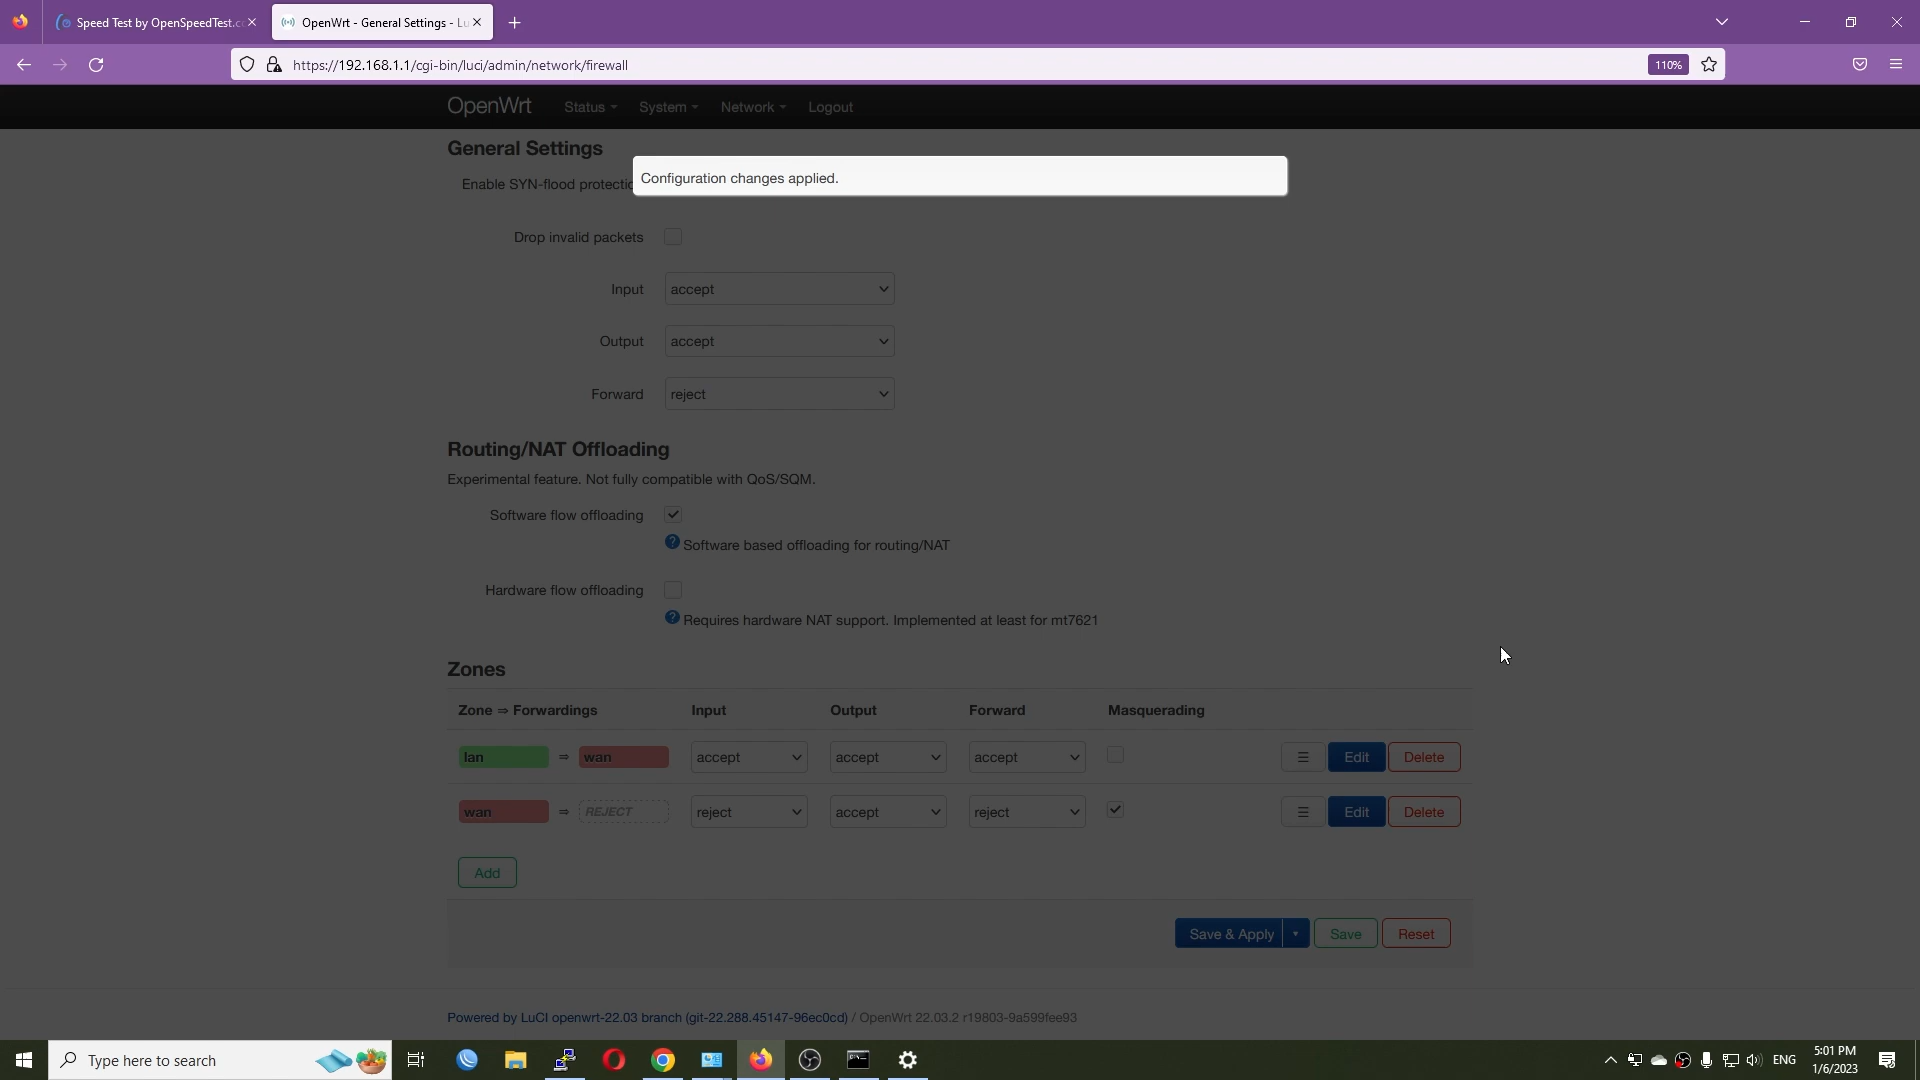 Speed Test by OpenSpeedTest.c
OpenWrt - General Settings - Lu
https://192.168.1.1/cgi-bin/luci/admin/network/firewall
110%
OpenWrt Status System Network Logout
General Settings
Configuration changes applied.
Enable SYN-flood protectio
Drop invalid packets
Input accept
Output accept
Forward reject
Routing/NAT Offloading
Experimental feature. Not fully compatible with QoS/SQM.
Software flow offloading
Software based offloading for routing/NAT
Hardware flow offloading
Requires hardware NAT support. Implemented at least for mt7621
Zones
Zone ⇒ Forwardings Input Output Forward Masquerading
lan ⇒ wan accept accept accept ☰ Edit Delete
wan ⇒ REJECT reject accept reject ☰ Edit Delete
Add
Save & Apply Save Reset
Powered by LuCI openwrt-22.03 branch (git-22.288.45147-96ec0cd) / OpenWrt 22.03.2 r19803-9a599fee93
Type here to search
ENG
5:01 PM
1/6/2023